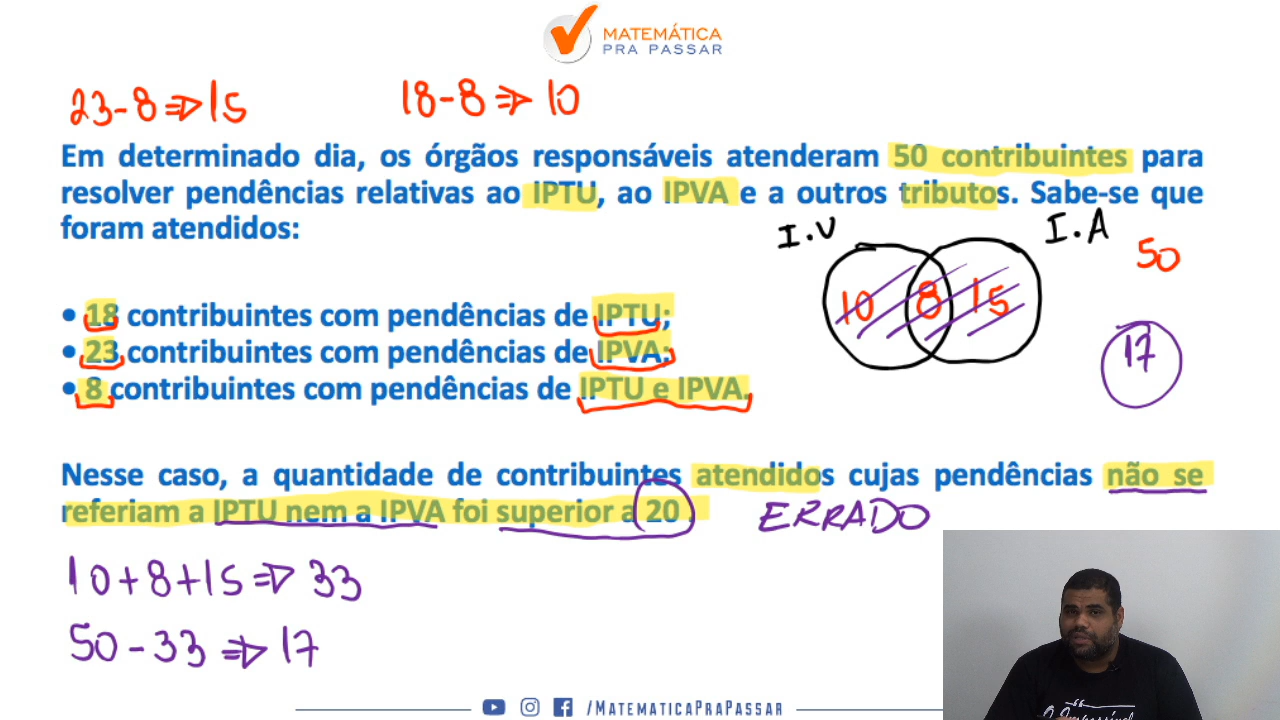 MATEMÁTICA
PRA PASSAR
23-8⇒15
18-8⇒10
Em determinado dia, os órgãos responsáveis atenderam 50 contribuintes para
resolver pendências relativas ao IPTU, ao IPVA e a outros tributos. Sabe-se que
foram atendidos:
I.U
I.A
50
• 18 contribuintes com pendências de IPTU;
• 23 contribuintes com pendências de IPVA;
• 8 contribuintes com pendências de IPTU e IPVA.
10 8 15
17
Nesse caso, a quantidade de contribuintes atendidos cujas pendências não se
referiam a IPTU nem a IPVA foi superior a 20.
ERRADO
10+8+15⇒33
50-33⇒17
/MATEMATICAPRAPASSAR